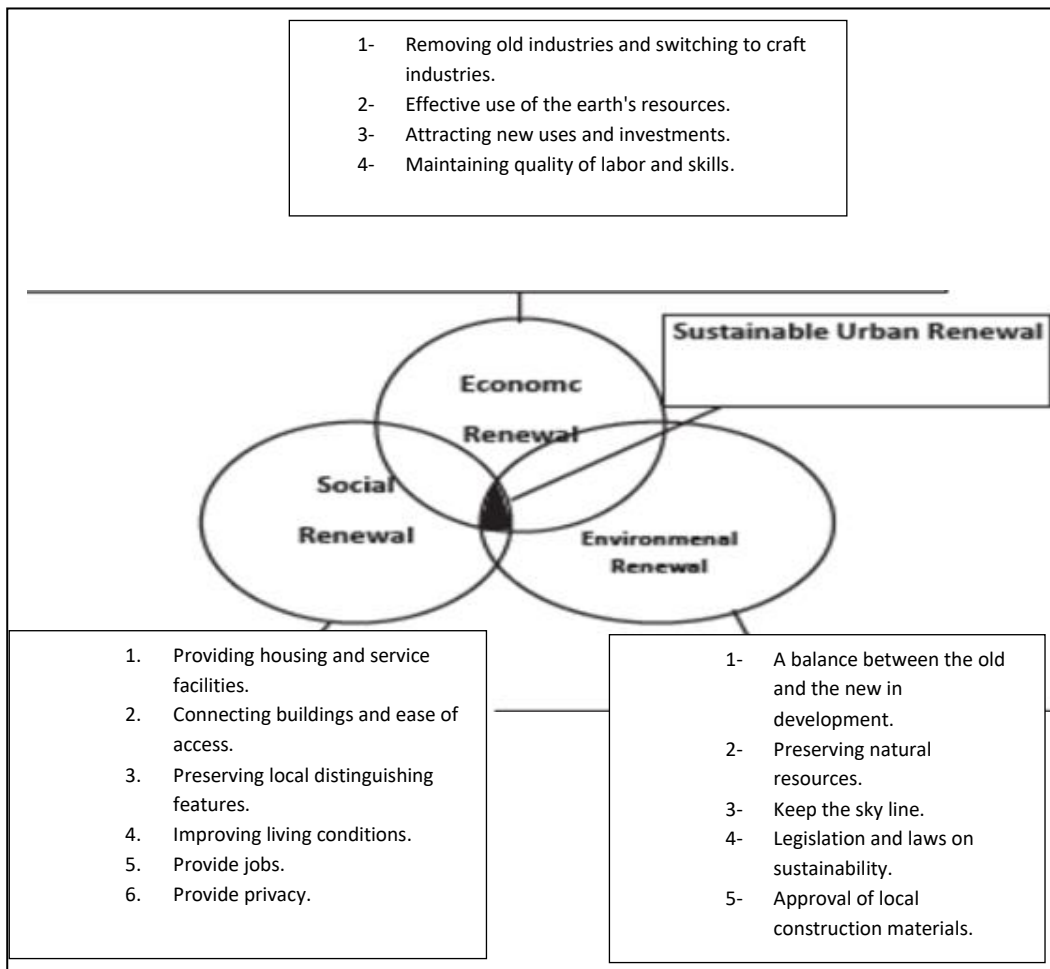 1- Removing old industries and switching to craft
industries.
2- Effective use of the earth's resources.
3- Attracting new uses and investments.
4- Maintaining quality of labor and skills.
Sustainable Urban Renewal
Economc
Renewal
Social
Renewal
Environmenal
Renewal
1. Providing housing and service
facilities.
2. Connecting buildings and ease of
access.
3. Preserving local distinguishing
features.
4. Improving living conditions.
5. Provide jobs.
6. Provide privacy.
1- A balance between the old
and the new in
development.
2- Preserving natural
resources.
3- Keep the sky line.
4- Legislation and laws on
sustainability.
5- Approval of local
construction materials.